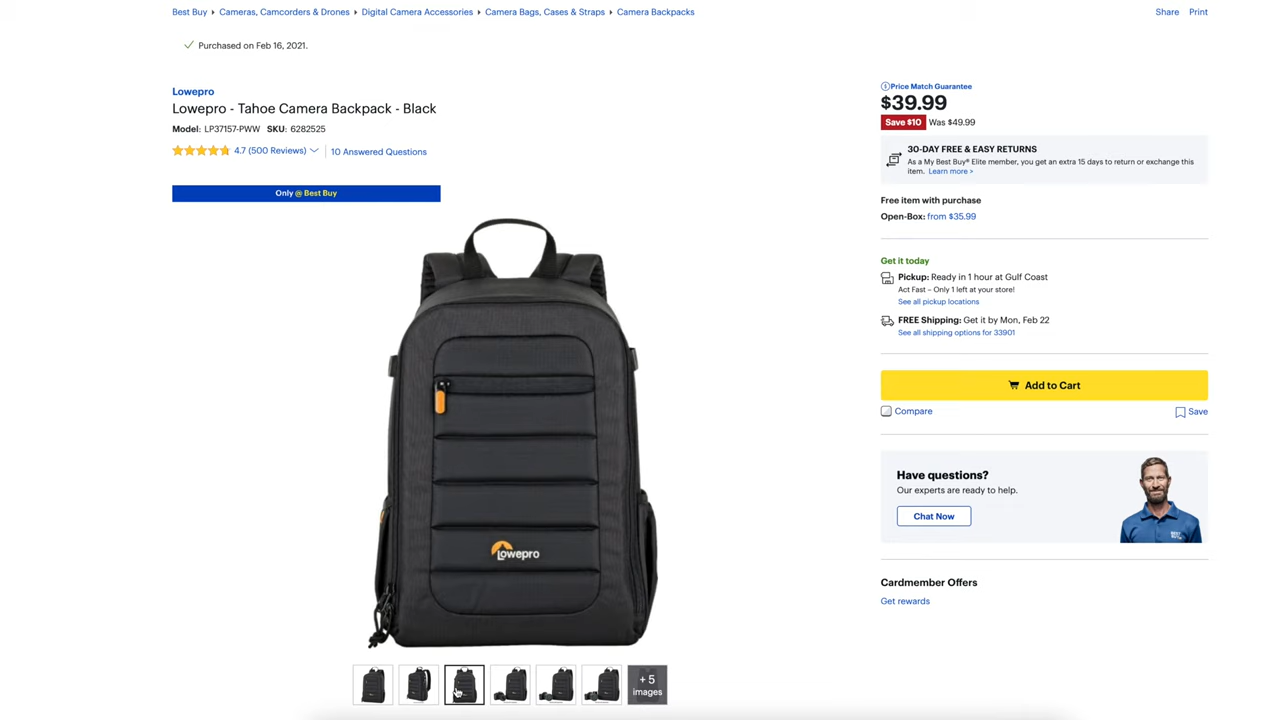 Best Buy ▸ Cameras, Camcorders & Drones ▸ Digital Camera Accessories ▸ Camera Bags, Cases & Straps ▸ Camera Backpacks
Share Print
Purchased on Feb 16, 2021.
Lowepro
Lowepro - Tahoe Camera Backpack - Black
Model: LP37157-PWW SKU: 6282525
4.7 (500 Reviews) 10 Answered Questions
Only @ Best Buy
Lowepro
+ 5
images
Price Match Guarantee
$39.99
Save $10 Was $49.99
30-DAY FREE & EASY RETURNS
As a My Best Buy® Elite member, you get an extra 15 days to return or exchange this
item. Learn more >
Free item with purchase
Open-Box: from $35.99
Get it today
Pickup: Ready in 1 hour at Gulf Coast
Act Fast – Only 1 left at your store!
See all pickup locations
FREE Shipping: Get it by Mon, Feb 22
See all shipping options for 33901
Add to Cart
Compare
Save
Have questions?
Our experts are ready to help.
Chat Now
Cardmember Offers
Get rewards